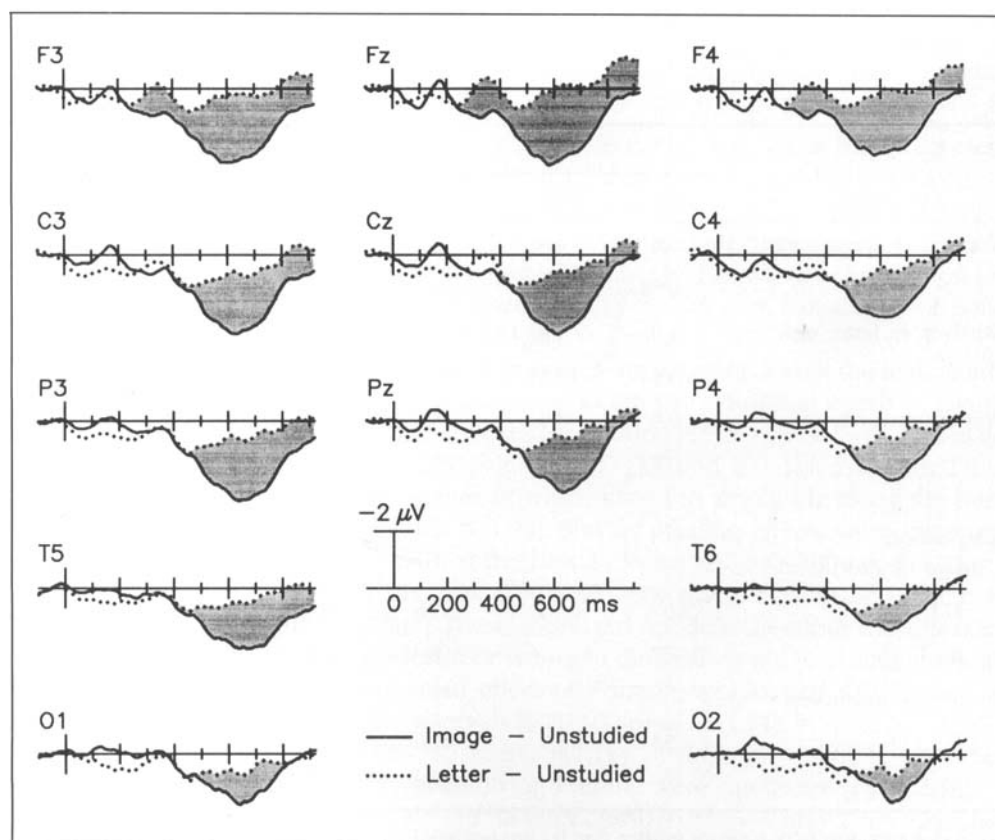 F3 Fz F4
C3 Cz C4
P3 Pz P4
−2 μV
T5 T6
0 200 400 600 ms
Image − Unstudied
Letter − Unstudied
O1 O2